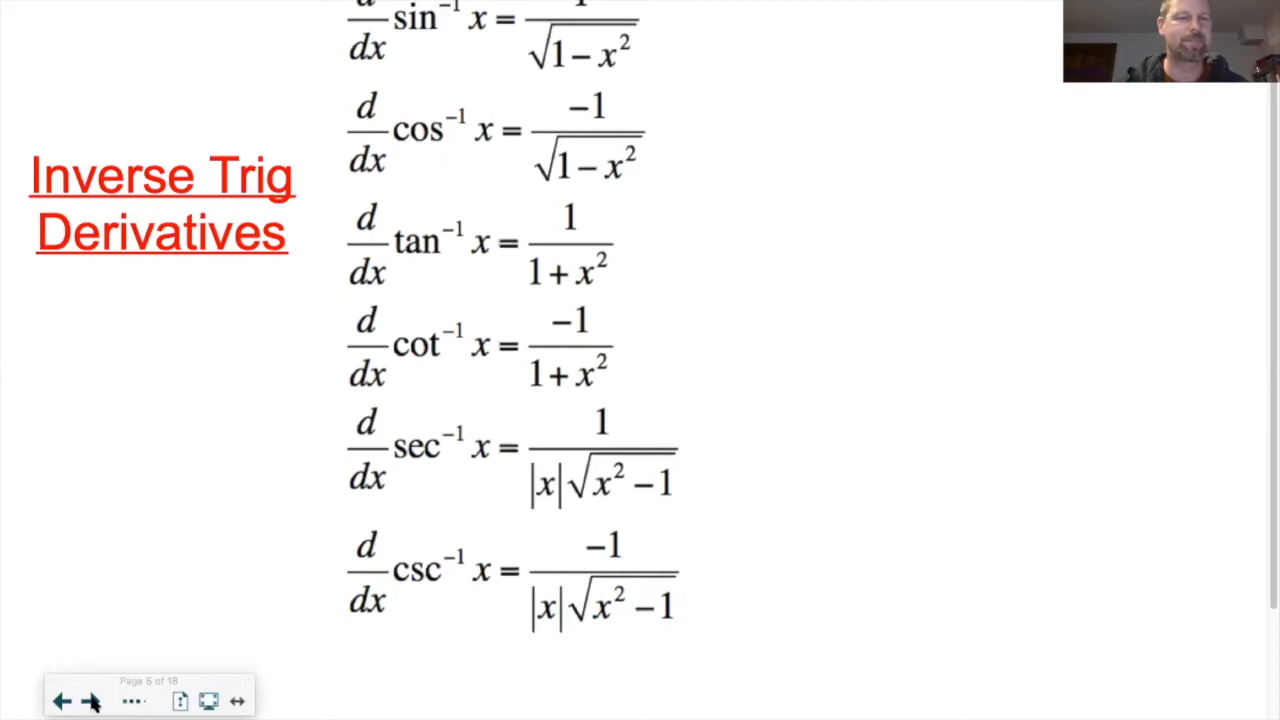 Inverse Trig
Derivatives
d/dx sin⁻¹ x = 1/√(1−x²)
d/dx cos⁻¹ x = −1/√(1−x²)
d/dx tan⁻¹ x = 1/(1+x²)
d/dx cot⁻¹ x = −1/(1+x²)
d/dx sec⁻¹ x = 1/(|x|√(x²−1))
d/dx csc⁻¹ x = −1/(|x|√(x²−1))
Page 6 of 18